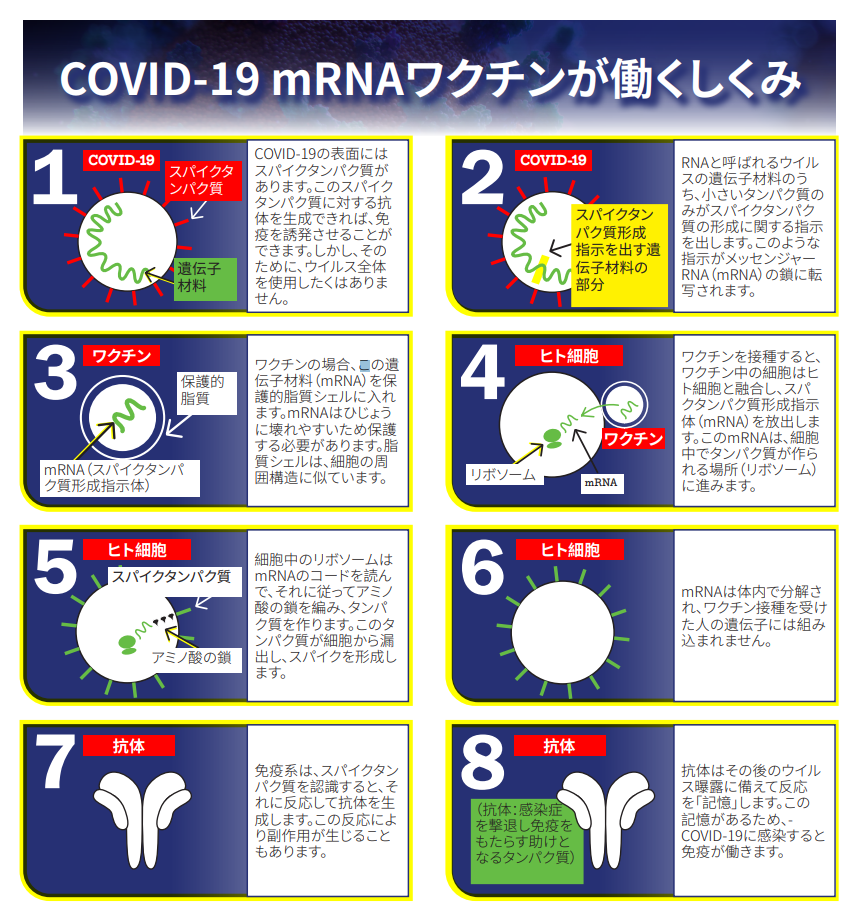 COVID-19 mRNAワクチンが働くしくみ
1
COVID-19
スパイクタ
ンパク質
遺伝子
材料
COVID-19の表面には
スパイクタンパク質が
あります。このスパイク
タンパク質に対する抗
体を生成できれば、免
疫を誘発させることが
できます。しかし、その
ために、ウイルス全体
を使用したくはありま
せん。
2
COVID-19
スパイクタン
パク質形成
指示を出す遺
伝子材料の
部分
RNAと呼ばれるウイル
スの遺伝子材料のう
ち、小さいタンパク質の
みがスパイクタンパク
質の形成に関する指示
を出します。このような
指示がメッセンジャー
RNA（mRNA）の鎖に転
写されます。
3
ワクチン
保護的
脂質
mRNA（スパイクタンパ
ク質形成指示体）
ワクチンの場合、この遺
伝子材料（mRNA）を保
護的脂質シェルに入れ
ます。mRNAはひじょう
に壊れやすいため保護
する必要があります。脂
質シェルは、細胞の周
囲構造に似ています。
4
ヒト細胞
ワクチン
リボソーム
mRNA
ワクチンを接種すると、
ワクチン中の細胞はヒ
ト細胞と融合し、スパ
クタンパク質形成指示
体（mRNA）を放出しま
す。このmRNAは、細胞
中でタンパク質が作ら
れる場所（リボソーム）
に進みます。
5
ヒト細胞
スパイクタンパク質
アミノ酸の鎖
細胞中のリボソームは
mRNAのコードを読ん
で、それに従ってアミノ
酸の鎖を編み、タンパ
ク質を作ります。このタ
ンパク質が細胞から漏
出し、スパイクを形成し
ます。
6
ヒト細胞
mRNAは体内で分解さ
れ、ワクチン接種を受け
た人の遺伝子には組み
込まれません。
7
抗体
免疫系は、スパイクタン
パク質を認識すると、そ
れに反応して抗体を生
成します。この反応によ
り副作用が生じること
もあります。
8
抗体
（抗体：感染症
を撃退し免疫を
もたらす助けと
なるタンパク質）
抗体はその後のウイル
ス曝露に備えて反応
を「記憶」します。この
記憶があるため、-
COVID-19に感染すると
免疫が働きます。